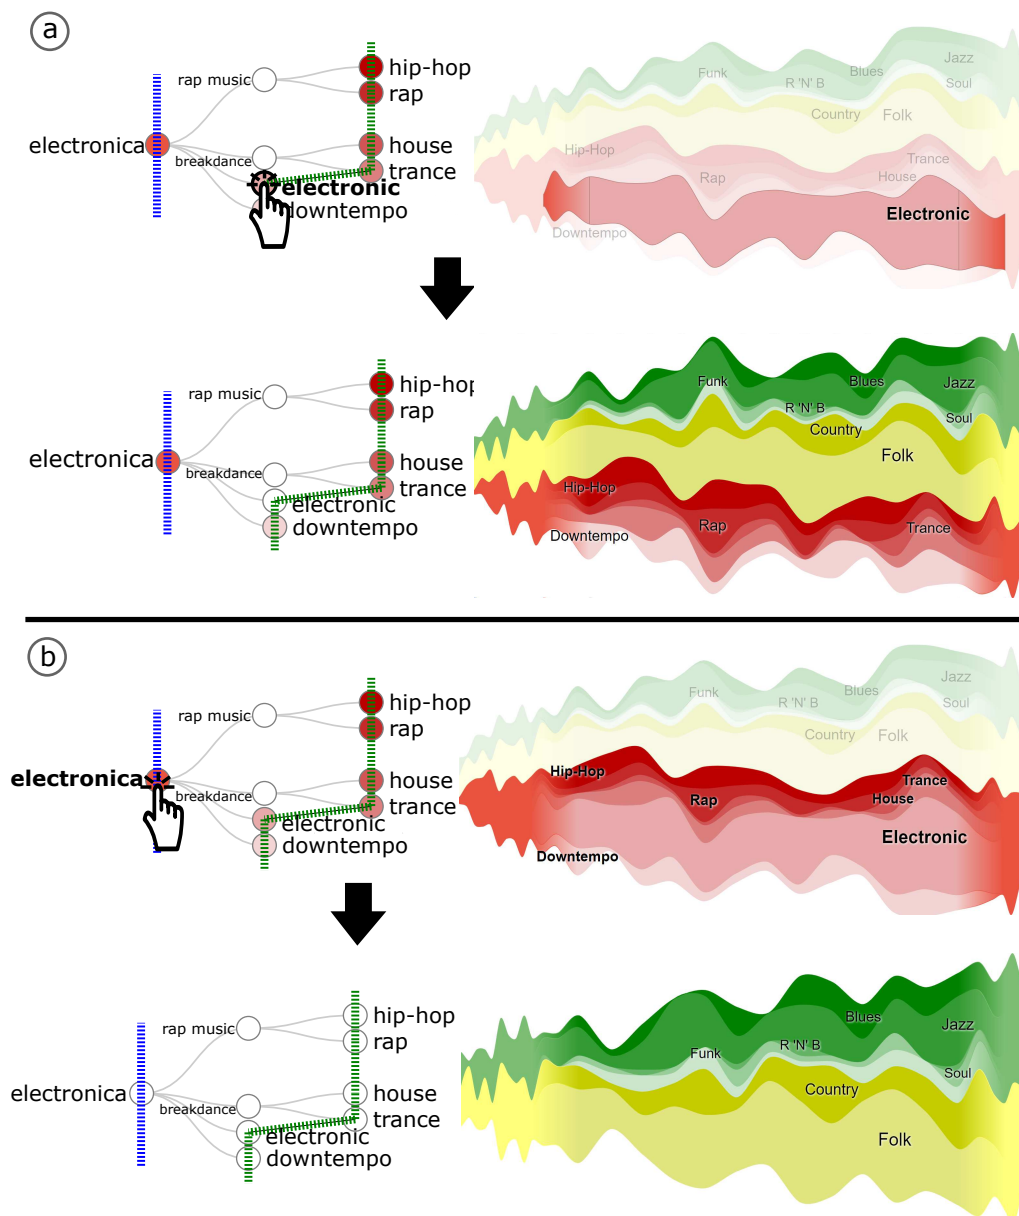 a
hip-hop
rap music
rap
electronica
house
breakdance
trance
electronic
downtempo
Funk
R 'N' B
Blues
Jazz
Soul
Country
Folk
Hip-Hop
Rap
Trance
House
Electronic
Downtempo
hip-hop
rap music
rap
electronica
house
breakdance
trance
electronic
downtempo
Funk
R 'N' B
Blues
Jazz
Soul
Country
Folk
Hip-Hop
Rap
Trance
Downtempo
b
hip-hop
rap music
rap
electronica
house
breakdance
trance
electronic
downtempo
Funk
R 'N' B
Blues
Jazz
Soul
Country
Folk
Hip-Hop
Rap
Trance
House
Electronic
Downtempo
hip-hop
rap music
rap
electronica
house
breakdance
trance
electronic
downtempo
Funk
R 'N' B
Blues
Jazz
Soul
Country
Folk